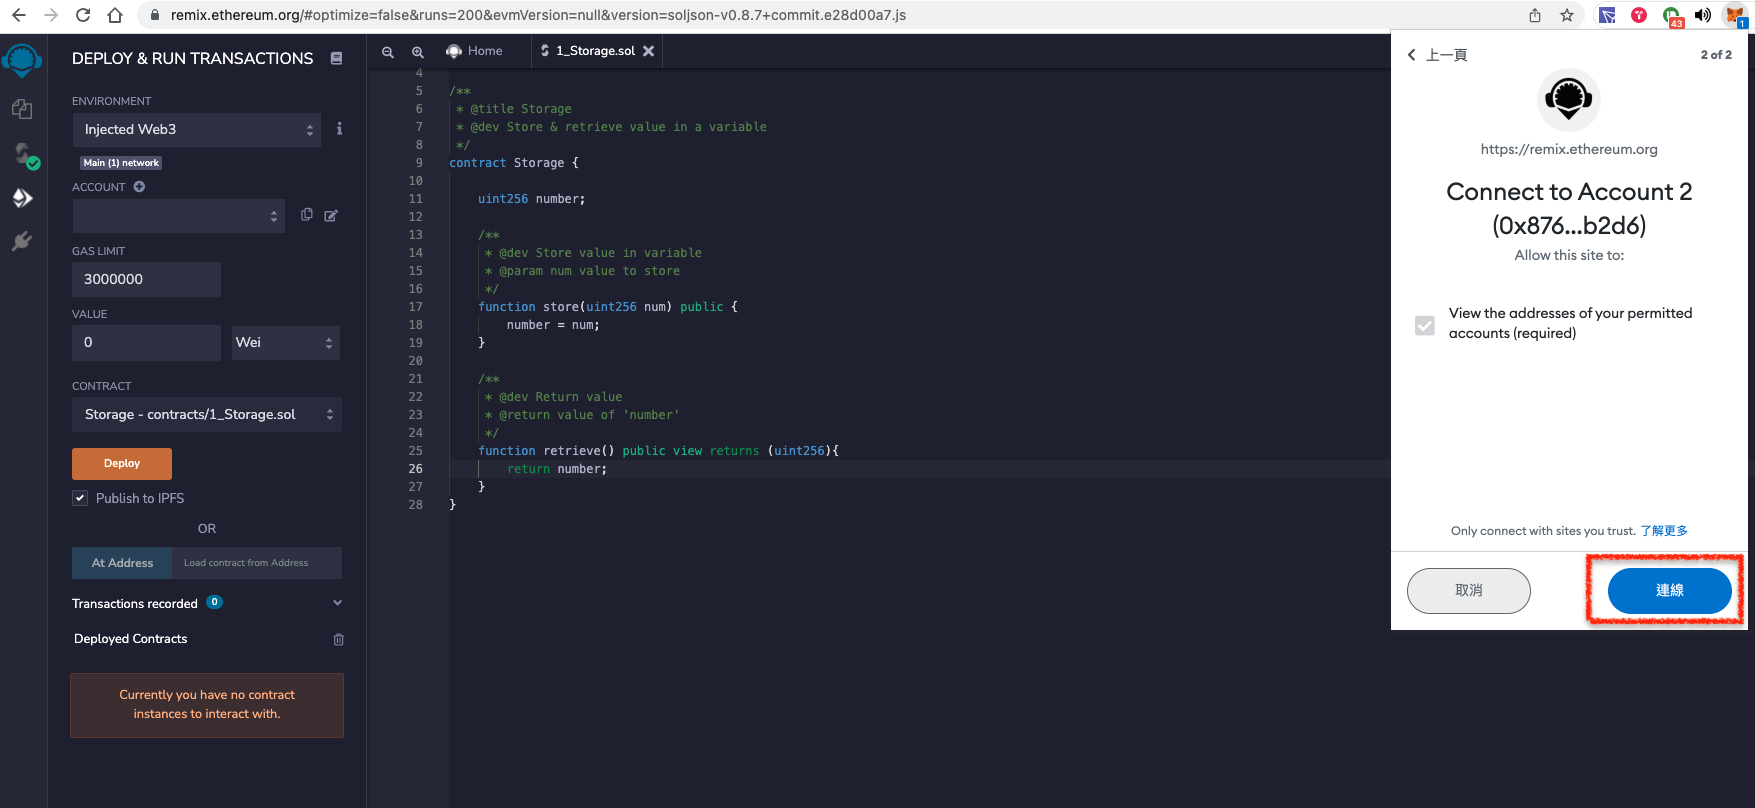 remix.ethereum.org/#optimize=false&runs=200&evmVersion=null&version=soljson-v0.8.7+commit.e28d00a7.js
43
1
DEPLOY & RUN TRANSACTIONS
ENVIRONMENT
Injected Web3
Main (1) network
ACCOUNT
GAS LIMIT
3000000
VALUE
0
Wei
CONTRACT
Storage - contracts/1_Storage.sol
Deploy
Publish to IPFS
OR
At Address
Load contract from Address
Transactions recorded 0
Deployed Contracts
Currently you have no contract
instances to interact with.
Home
1_Storage.sol
4
5 /**
6 * @title Storage
7 * @dev Store & retrieve value in a variable
8 */
9 contract Storage {
10
11 uint256 number;
12
13 /**
14 * @dev Store value in variable
15 * @param num value to store
16 */
17 function store(uint256 num) public {
18 number = num;
19 }
20
21 /**
22 * @dev Return value
23 * @return value of 'number'
24 */
25 function retrieve() public view returns (uint256){
26 return number;
27 }
28 }
上一頁
2 of 2
https://remix.ethereum.org
Connect to Account 2
(0x876...b2d6)
Allow this site to:
View the addresses of your permitted
accounts (required)
Only connect with sites you trust. 了解更多
取消
連線